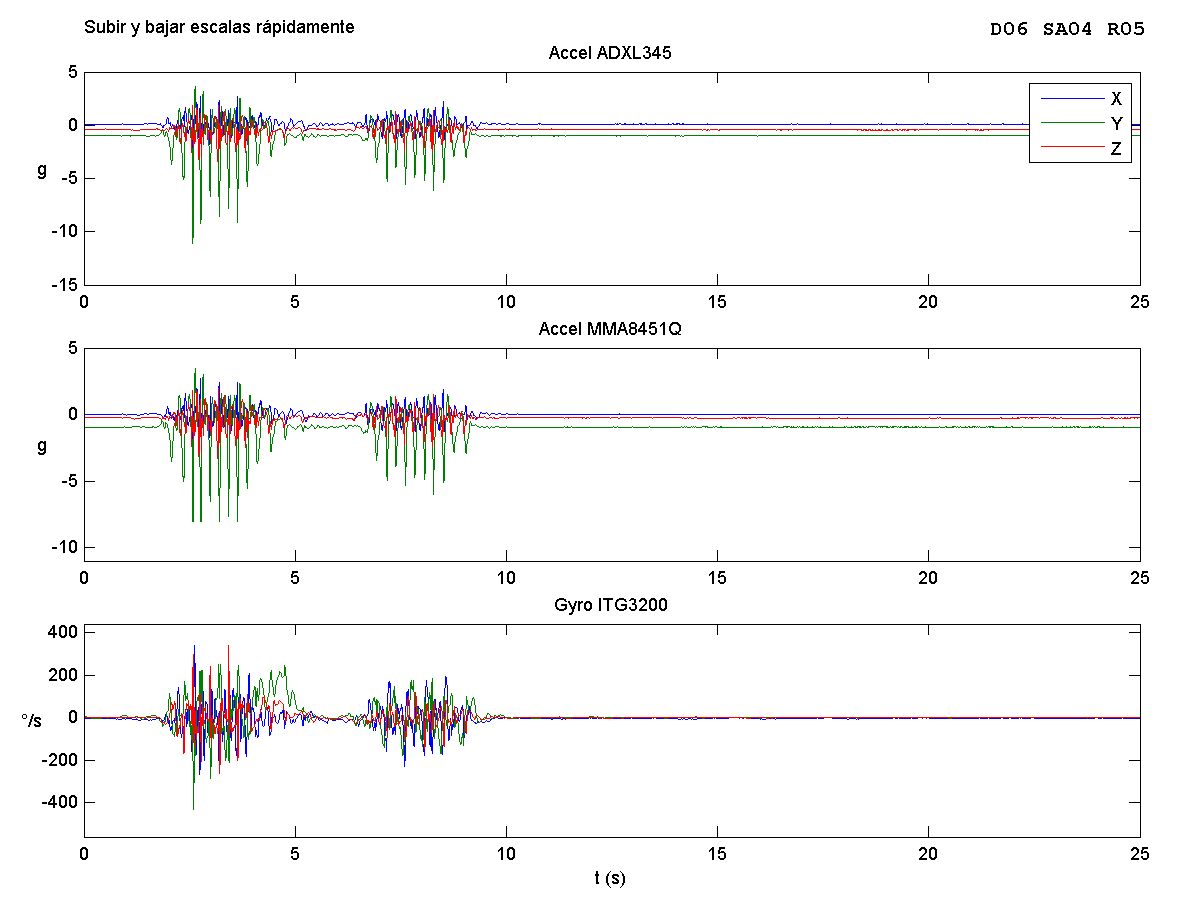 Subir y bajar escalas rápidamente
D06 SA04 R05
Accel ADXL345
5
0
-5
-10
-15
g
X
Y
Z
0 5 10 15 20 25
Accel MMA8451Q
5
0
-5
-10
g
0 5 10 15 20 25
Gyro ITG3200
400
200
0
-200
-400
°/s
0 5 10 15 20 25
t (s)